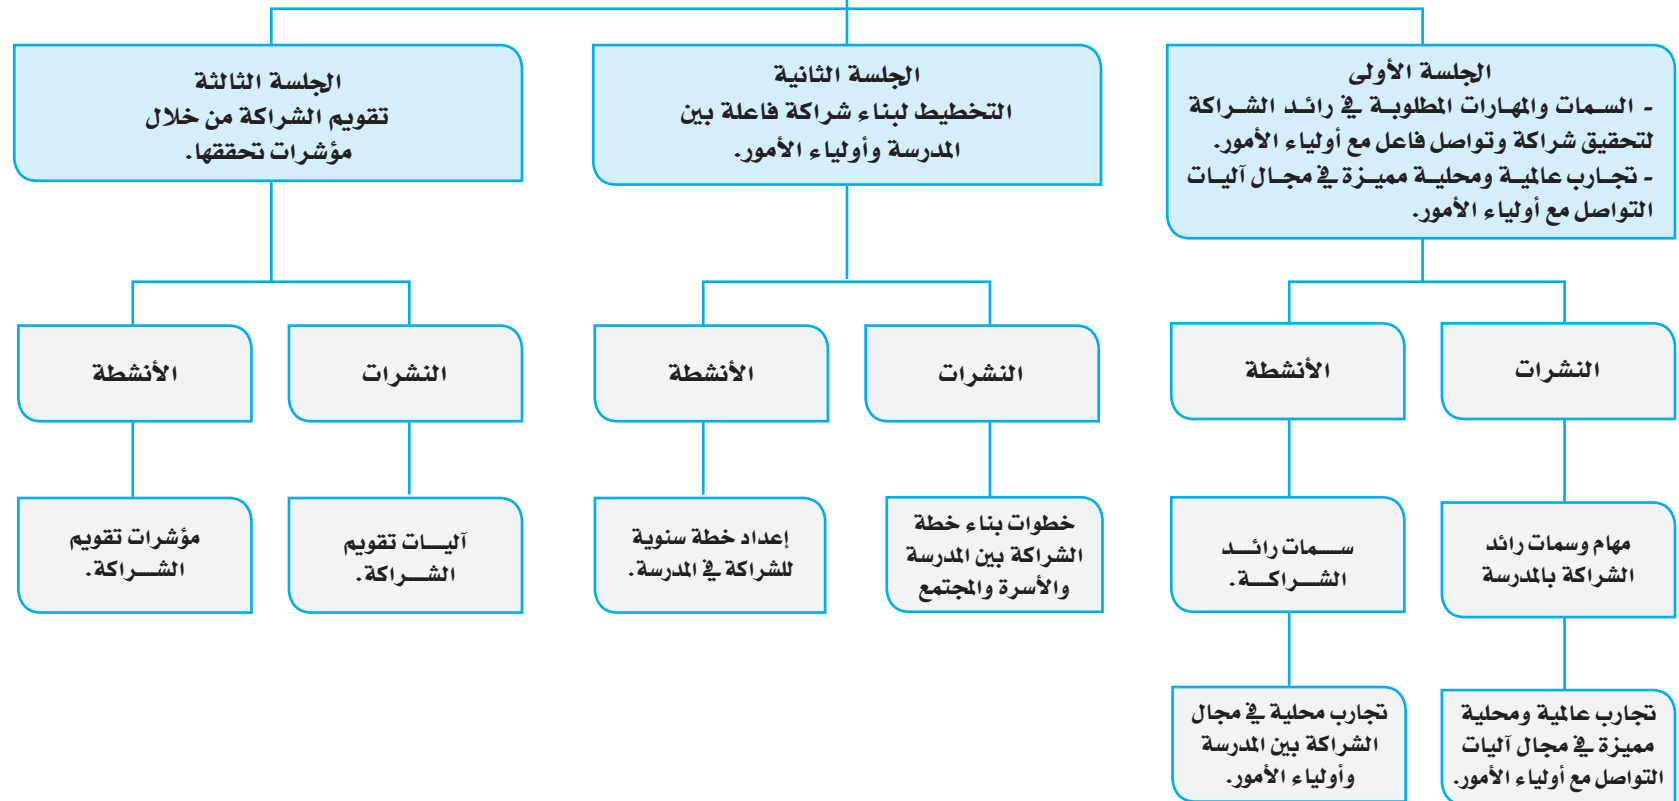 الجلسة الأولى
- السمات والمهارات المطلوبة في رائد الشراكة
لتحقيق شراكة وتواصل فاعل مع أولياء الأمور.
- تجارب عالمية ومحلية مميزة في مجال آليات
التواصل مع أولياء الأمور.
الجلسة الثانية
التخطيط لبناء شراكة فاعلة بين
المدرسة وأولياء الأمور.
الجلسة الثالثة
تقويم الشراكة من خلال
مؤشرات تحققها.
النشرات
الأنشطة
النشرات
الأنشطة
النشرات
الأنشطة
مهام وسمات رائد
الشراكة بالمدرسة
سمات رائد
الشراكة.
خطوات بناء خطة
الشراكة بين المدرسة
والأسرة والمجتمع
إعداد خطة سنوية
للشراكة في المدرسة.
آليات تقويم
الشراكة.
مؤشرات تقويم
الشراكة.
تجارب عالمية ومحلية
مميزة في مجال آليات
التواصل مع أولياء الأمور.
تجارب محلية في مجال
الشراكة بين المدرسة
وأولياء الأمور.